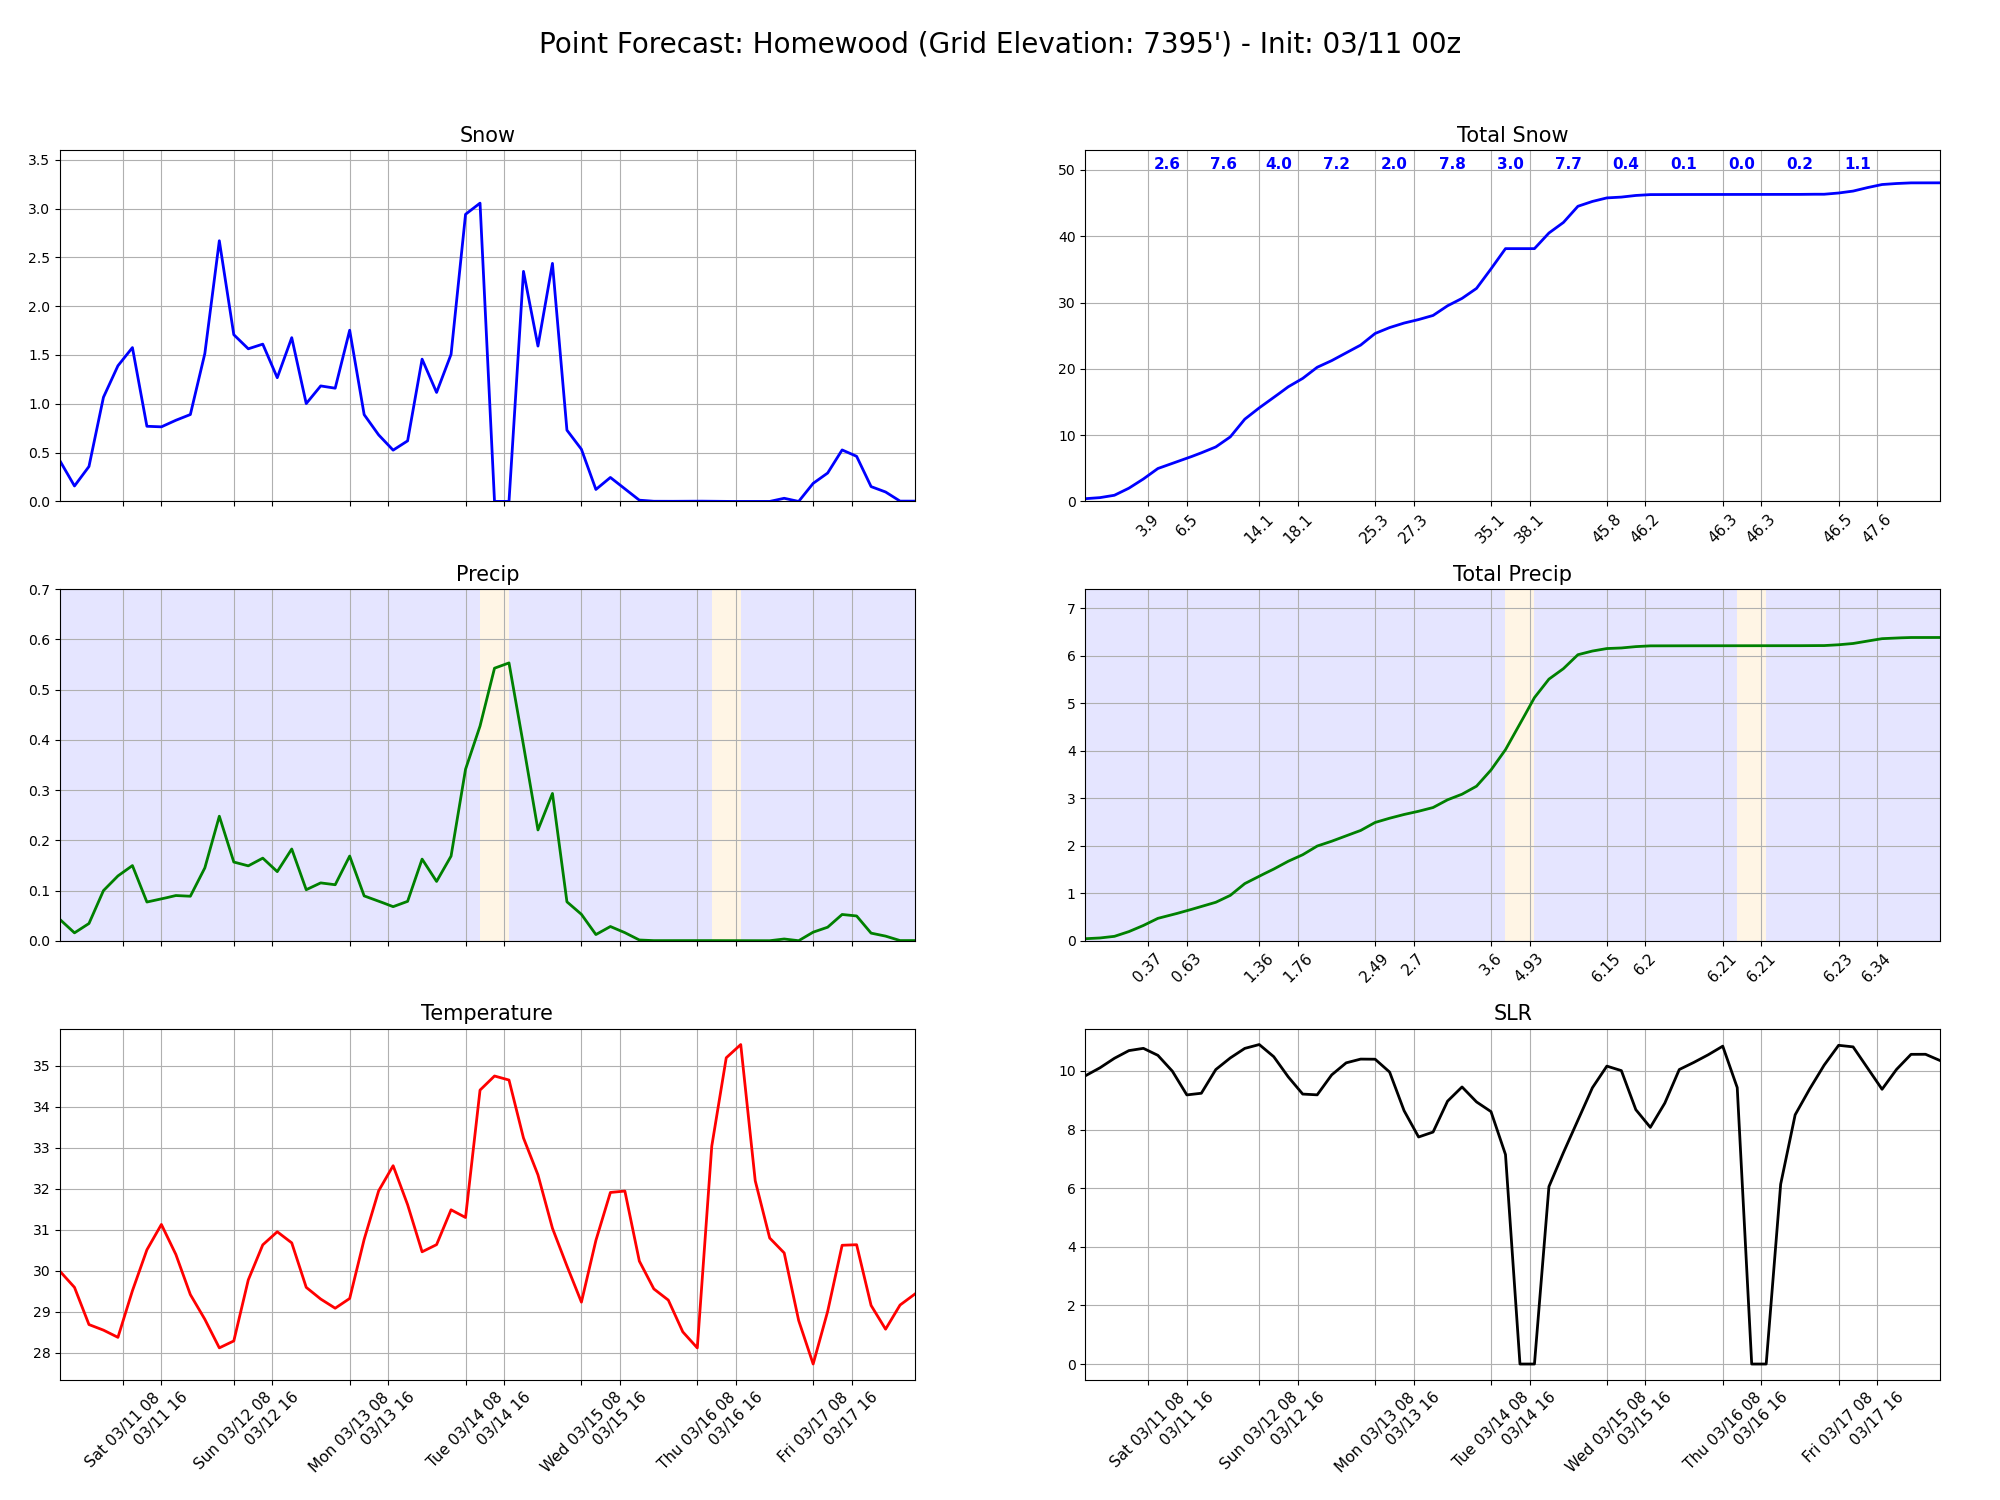 Point Forecast: Homewood (Grid Elevation: 7395') - Init: 03/11 00z
Snow
3.5
3.0
2.5
2.0
1.5
1.0
0.5
0.0
Total Snow
2.6 7.6 4.0 7.2 2.0 7.8 3.0 7.7 0.4 0.1 0.0 0.2 1.1
50
40
30
20
10
0
3.9 6.5 14.1 18.1 25.3 27.3 35.1 38.1 45.8 46.2 46.3 46.3 46.5 47.6
Precip
0.7
0.6
0.5
0.4
0.3
0.2
0.1
0.0
Total Precip
7
6
5
4
3
2
1
0
0.37 0.63 1.36 1.76 2.49 2.7 3.6 4.93 6.15 6.2 6.21 6.21 6.23 6.34
Temperature
35
34
33
32
31
30
29
28
Sat 03/11 08
03/11 16
Sun 03/12 08
03/12 16
Mon 03/13 08
03/13 16
Tue 03/14 08
03/14 16
Wed 03/15 08
03/15 16
Thu 03/16 08
03/16 16
Fri 03/17 08
03/17 16
SLR
10
8
6
4
2
0
Sat 03/11 08
03/11 16
Sun 03/12 08
03/12 16
Mon 03/13 08
03/13 16
Tue 03/14 08
03/14 16
Wed 03/15 08
03/15 16
Thu 03/16 08
03/16 16
Fri 03/17 08
03/17 16